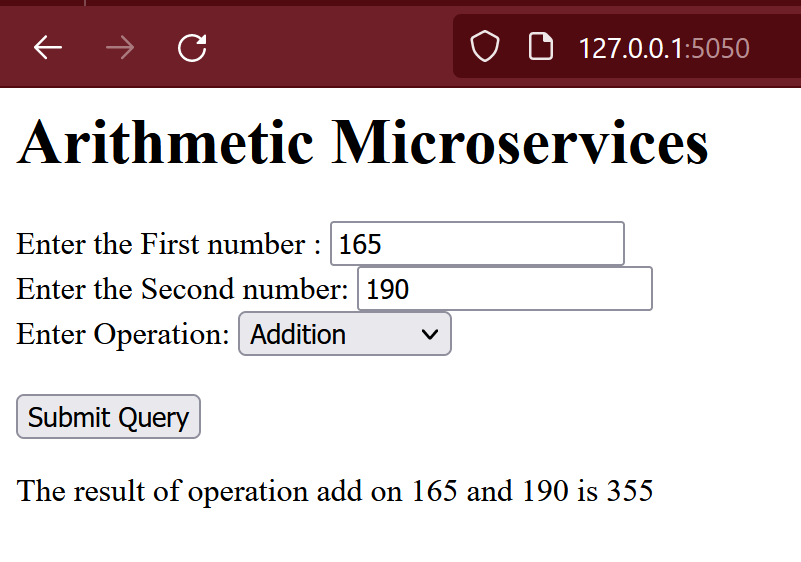 127.0.0.1:5050
Arithmetic Microservices
Enter the First number : 165
Enter the Second number: 190
Enter Operation: Addition
Submit Query
The result of operation add on 165 and 190 is 355